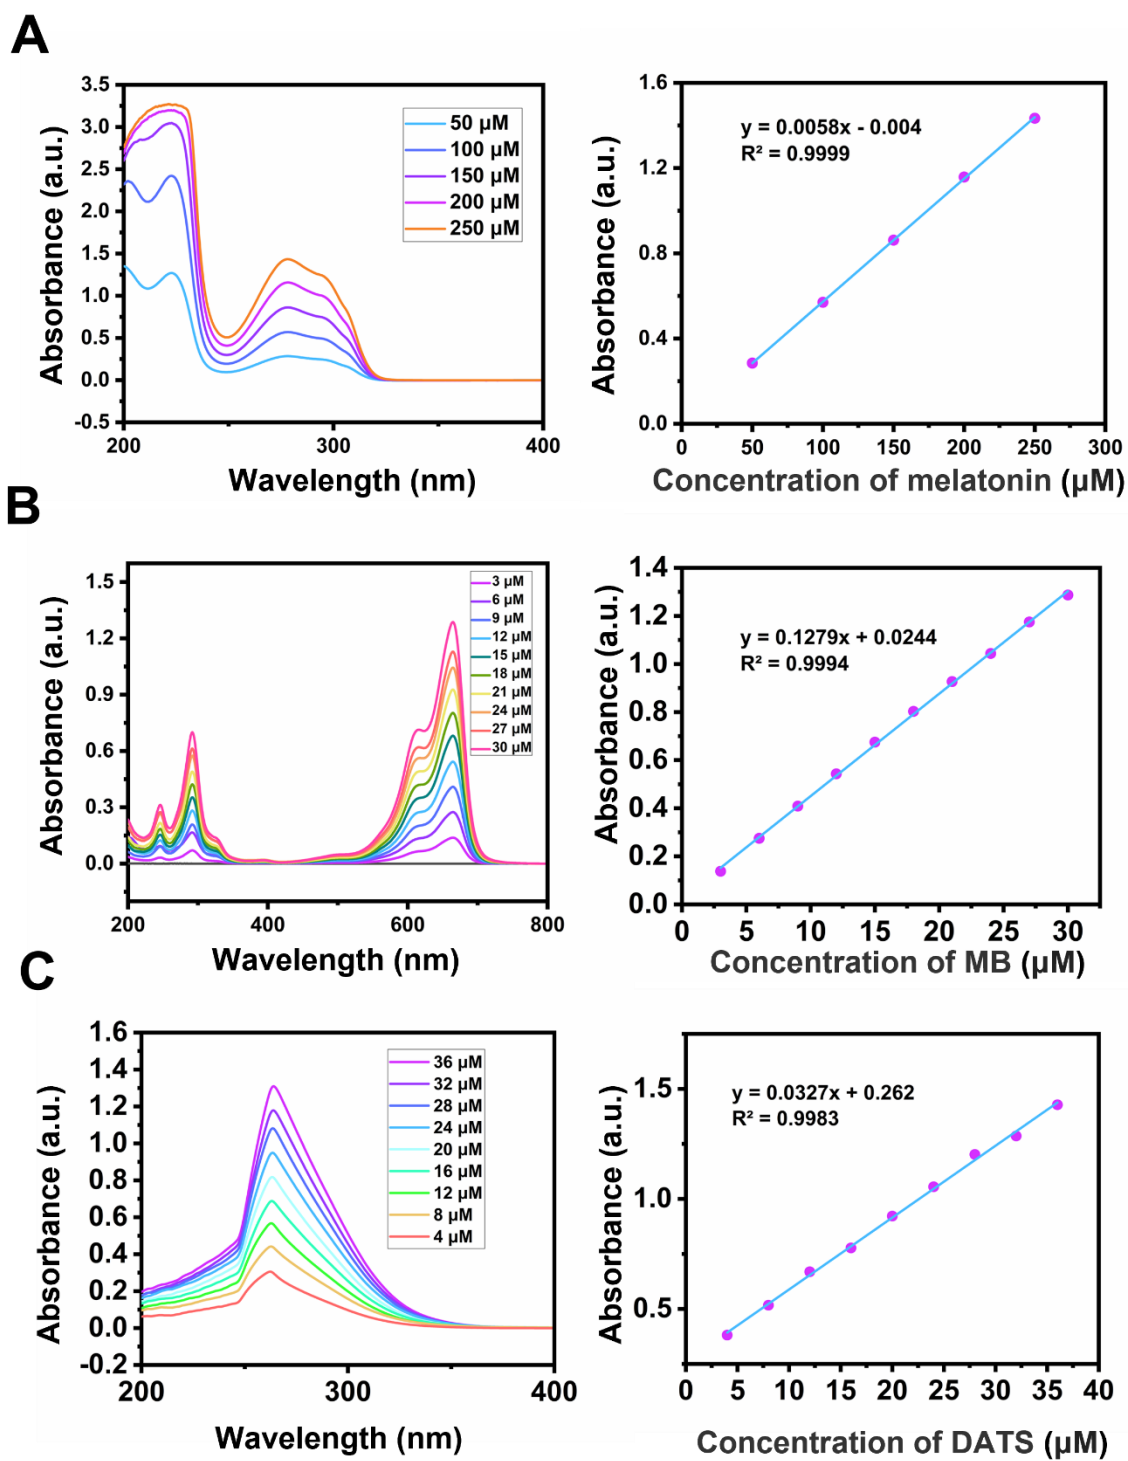 A
Absorbance (a.u.)
3.5
3.0
2.5
2.0
1.5
1.0
0.5
0.0
-0.5
200
300
400
Wavelength (nm)
50 µM
100 µM
150 µM
200 µM
250 µM
Absorbance (a.u.)
1.6
1.2
0.8
0.4
0.0
0
50
100
150
200
250
300
Concentration of melatonin (µM)
y = 0.0058x - 0.004
R² = 0.9999
B
Absorbance (a.u.)
1.5
1.2
0.9
0.6
0.3
0.0
200
400
600
800
Wavelength (nm)
3 µM
6 µM
9 µM
12 µM
15 µM
18 µM
21 µM
24 µM
27 µM
30 µM
Absorbance (a.u.)
1.4
1.2
1.0
0.8
0.6
0.4
0.2
0.0
0
5
10
15
20
25
30
Concentration of MB (µM)
y = 0.1279x + 0.0244
R² = 0.9994
C
Absorbance (a.u.)
1.6
1.4
1.2
1.0
0.8
0.6
0.4
0.2
0.0
-0.2
200
300
400
Wavelength (nm)
36 µM
32 µM
28 µM
24 µM
20 µM
16 µM
12 µM
8 µM
4 µM
Absorbance (a.u.)
1.5
1.0
0.5
0
5
10
15
20
25
30
35
40
Concentration of DATS (µM)
y = 0.0327x + 0.262
R² = 0.9983